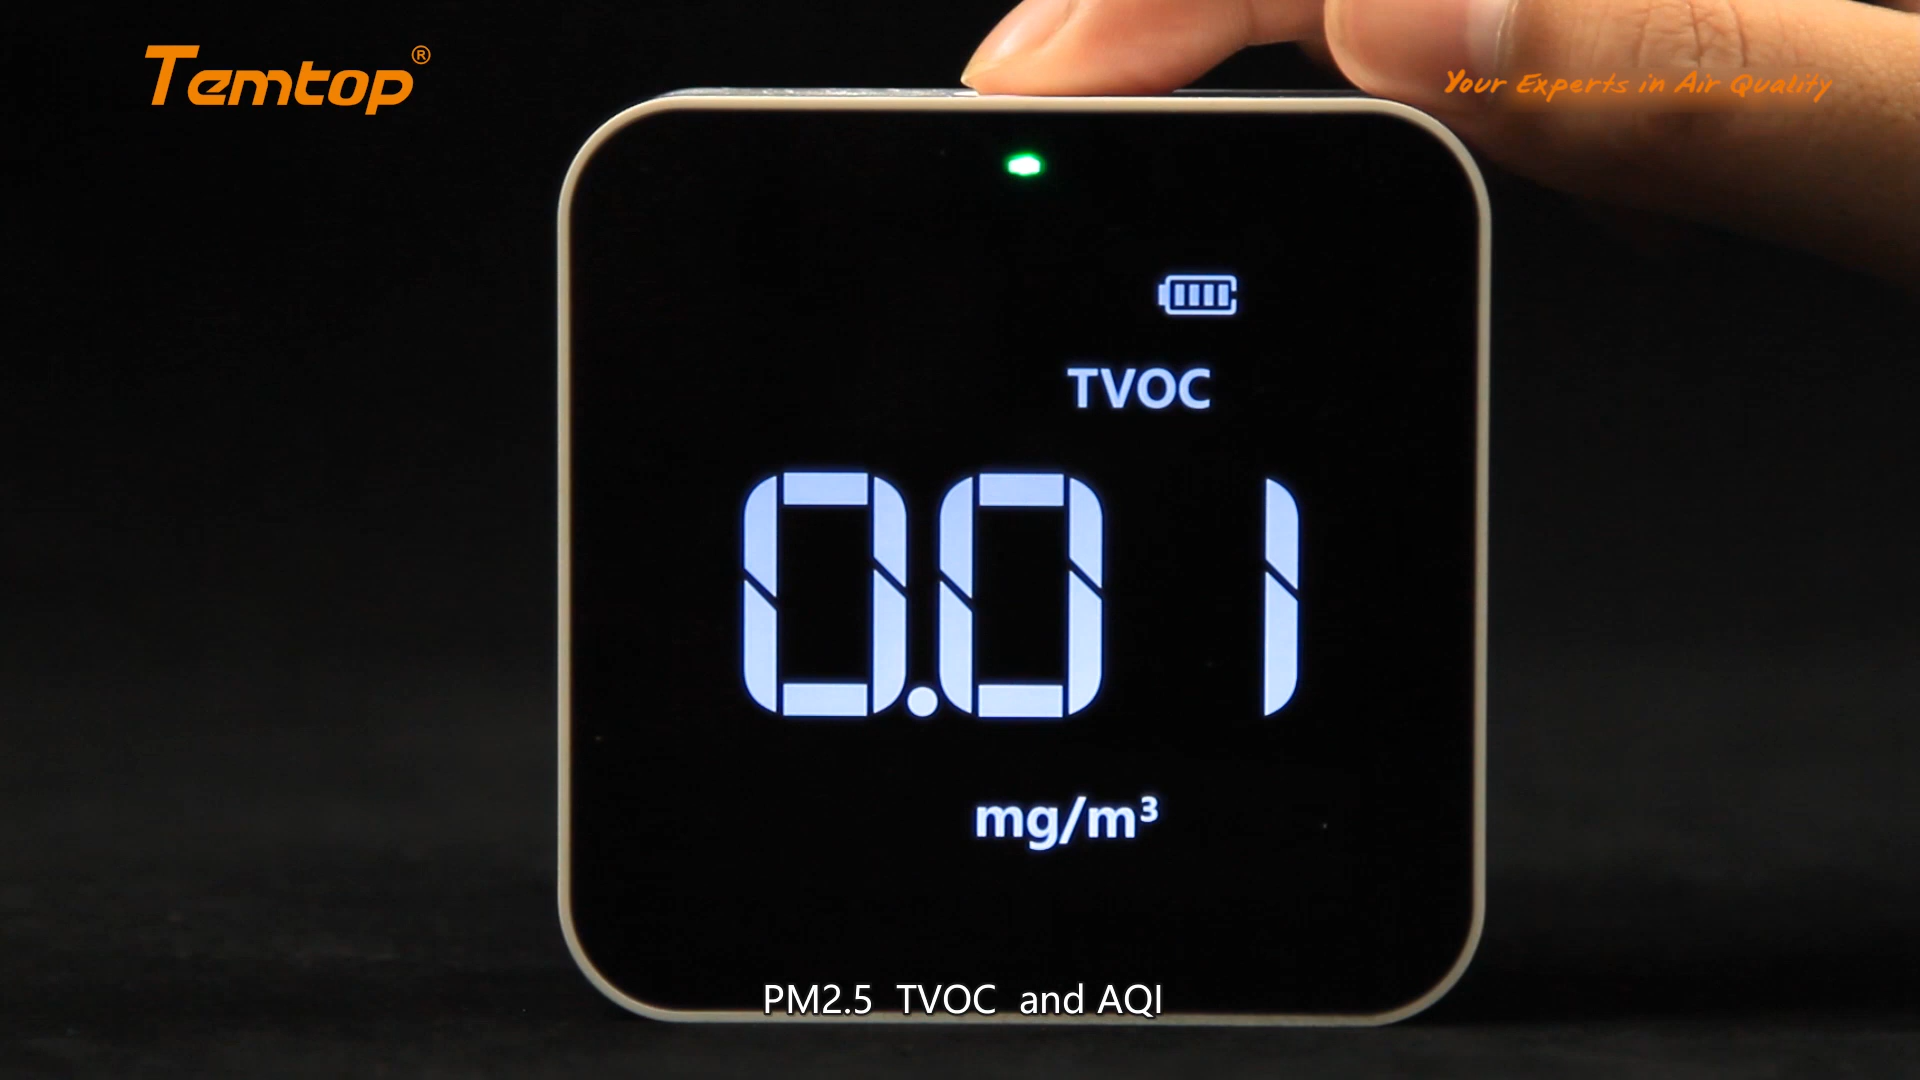 Temtop®
Your Experts in Air Quality
TVOC
0.01
mg/m³
PM2.5 TVOC and AQI